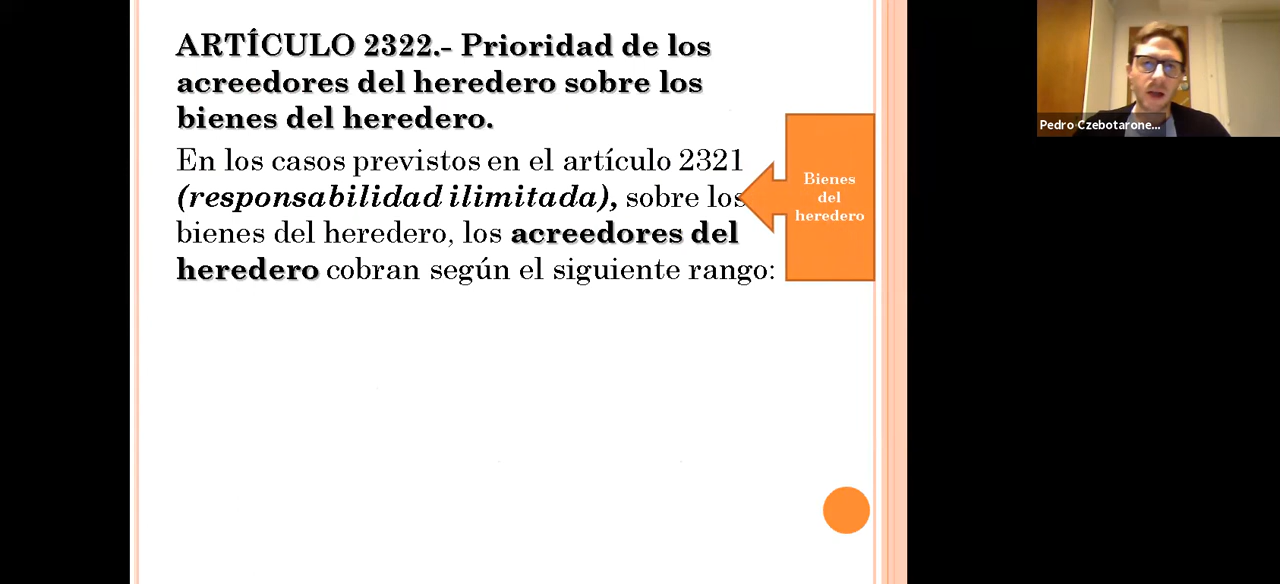 ARTÍCULO 2322.- Prioridad de los
acreedores del heredero sobre los
bienes del heredero.
En los casos previstos en el artículo 2321
(responsabilidad ilimitada), sobre los
bienes del heredero, los acreedores del
heredero cobran según el siguiente rango:
Bienes
del
heredero
Pedro Czebotarone...